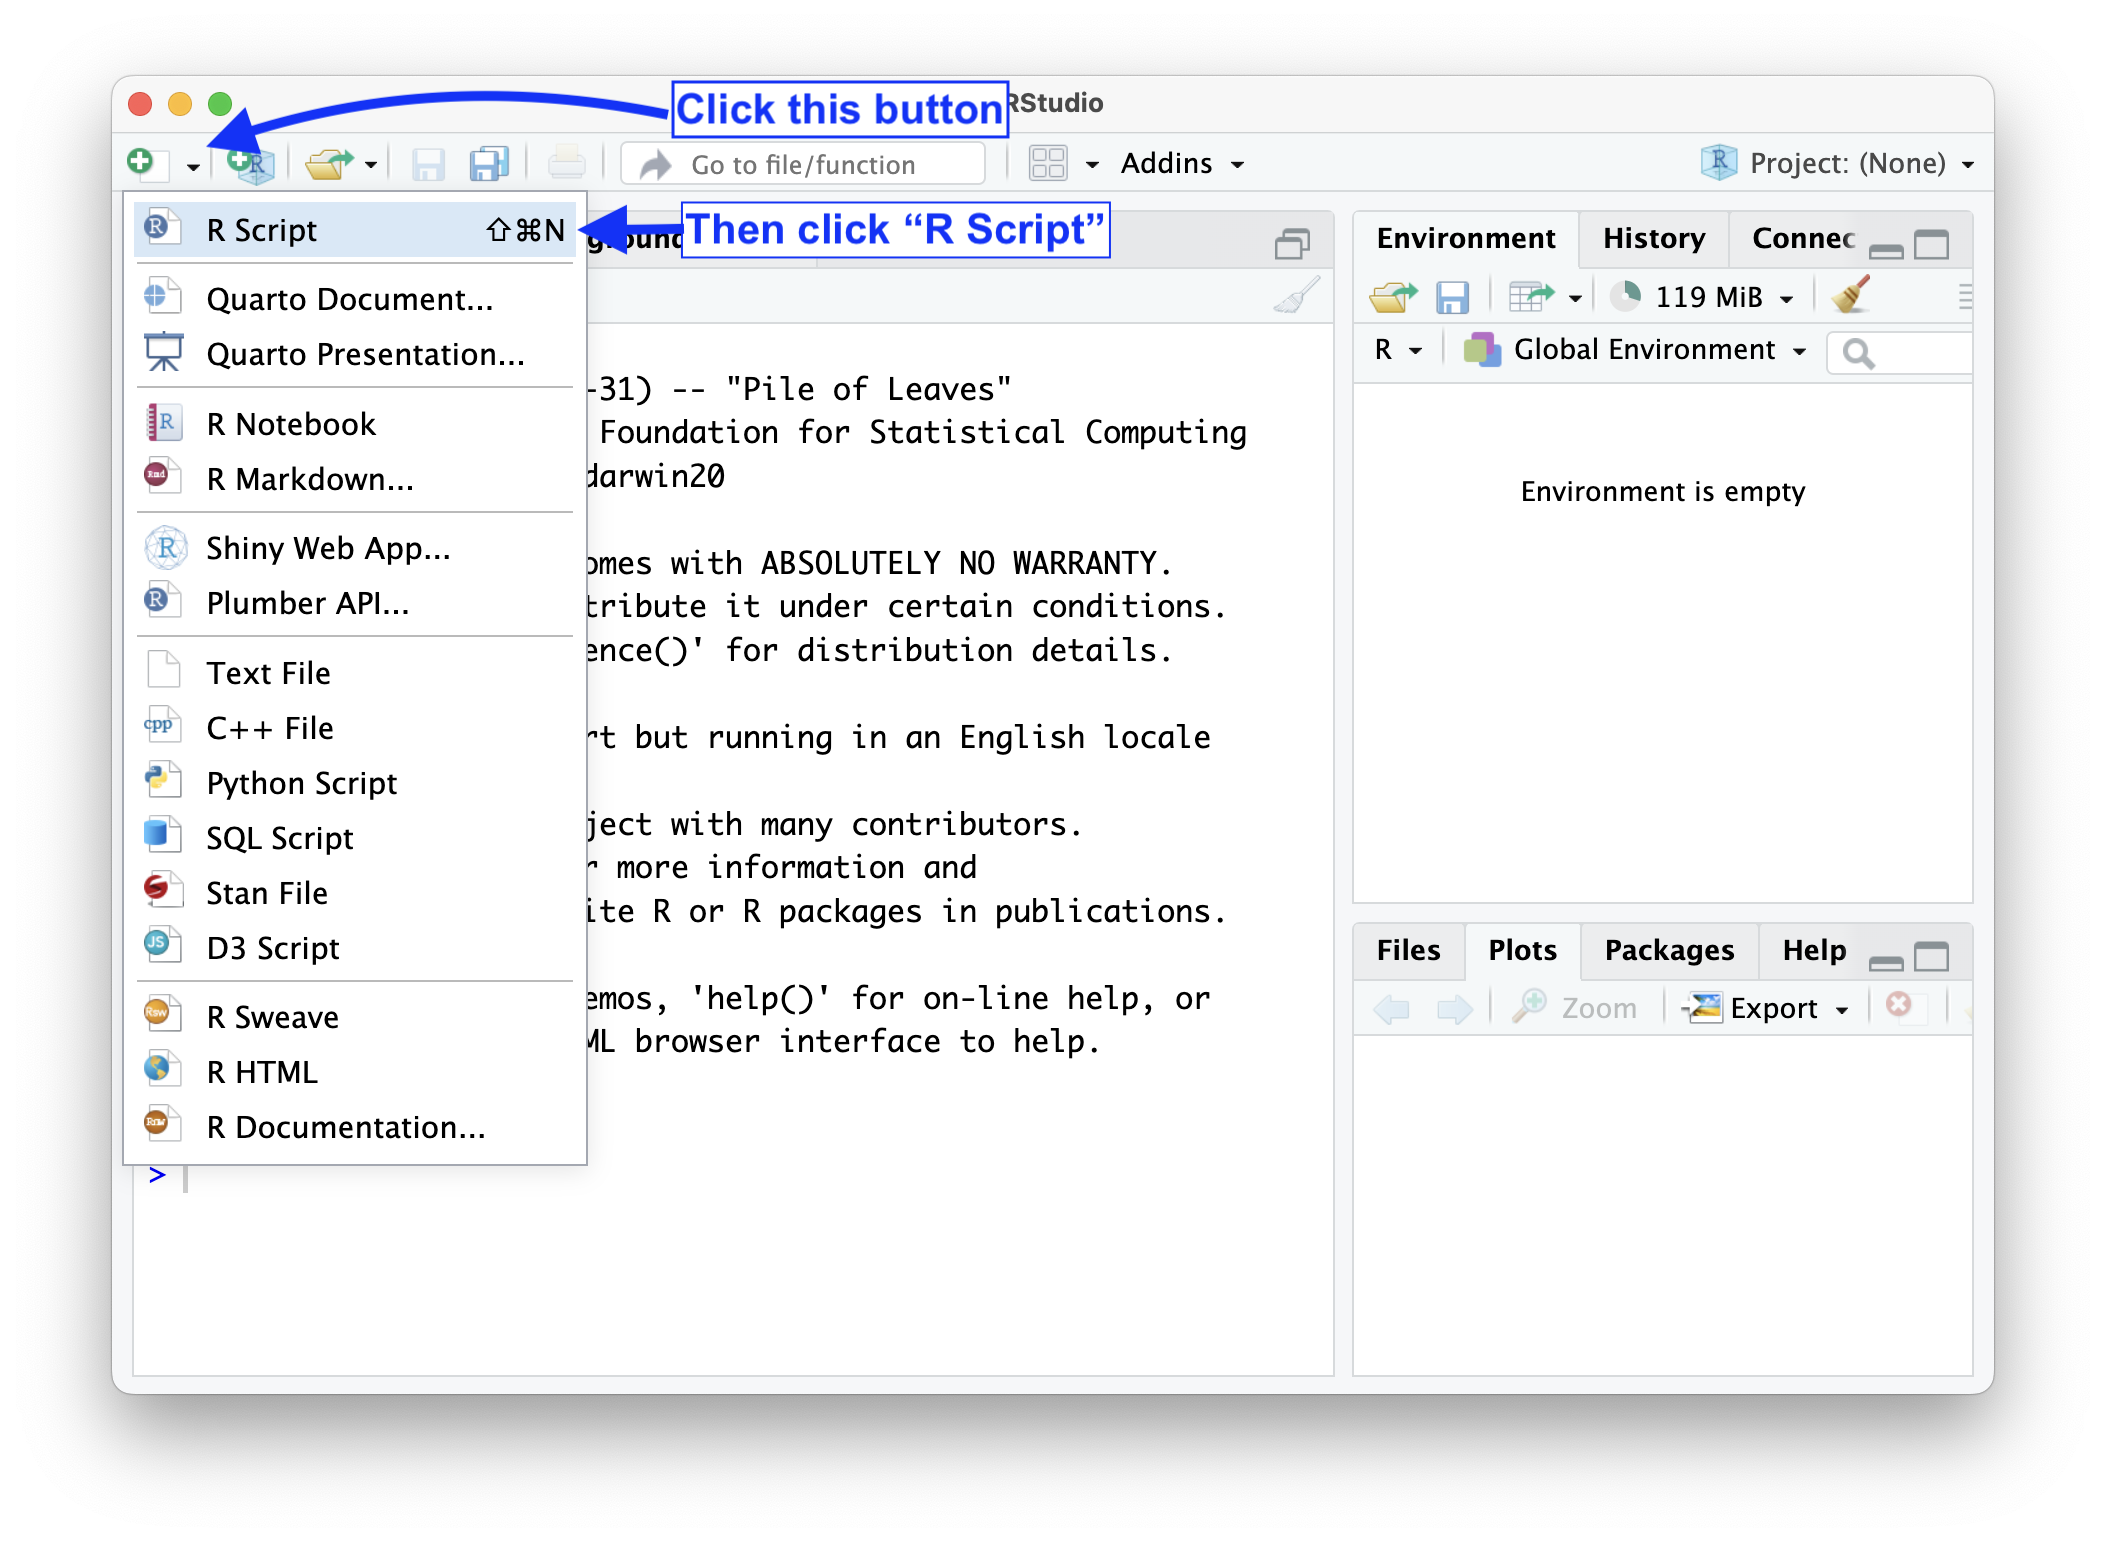 Click this button
RStudio
Go to file/function
Addins
Project: (None)
R Script ⇧⌘N
Then click “R Script”
Quarto Document...
Quarto Presentation...
R Notebook
R Markdown...
Shiny Web App...
Plumber API...
Text File
C++ File
Python Script
SQL Script
Stan File
D3 Script
R Sweave
R HTML
R Documentation...
ground
-31) -- "Pile of Leaves"
Foundation for Statistical Computing
darwin20
omes with ABSOLUTELY NO WARRANTY.
tribute it under certain conditions.
ence()' for distribution details.
rt but running in an English locale
ject with many contributors.
r more information and
ite R or R packages in publications.
emos, 'help()' for on-line help, or
ML browser interface to help.
>
Environment History Connec
119 MiB
R Global Environment
Environment is empty
Files Plots Packages Help
Zoom Export